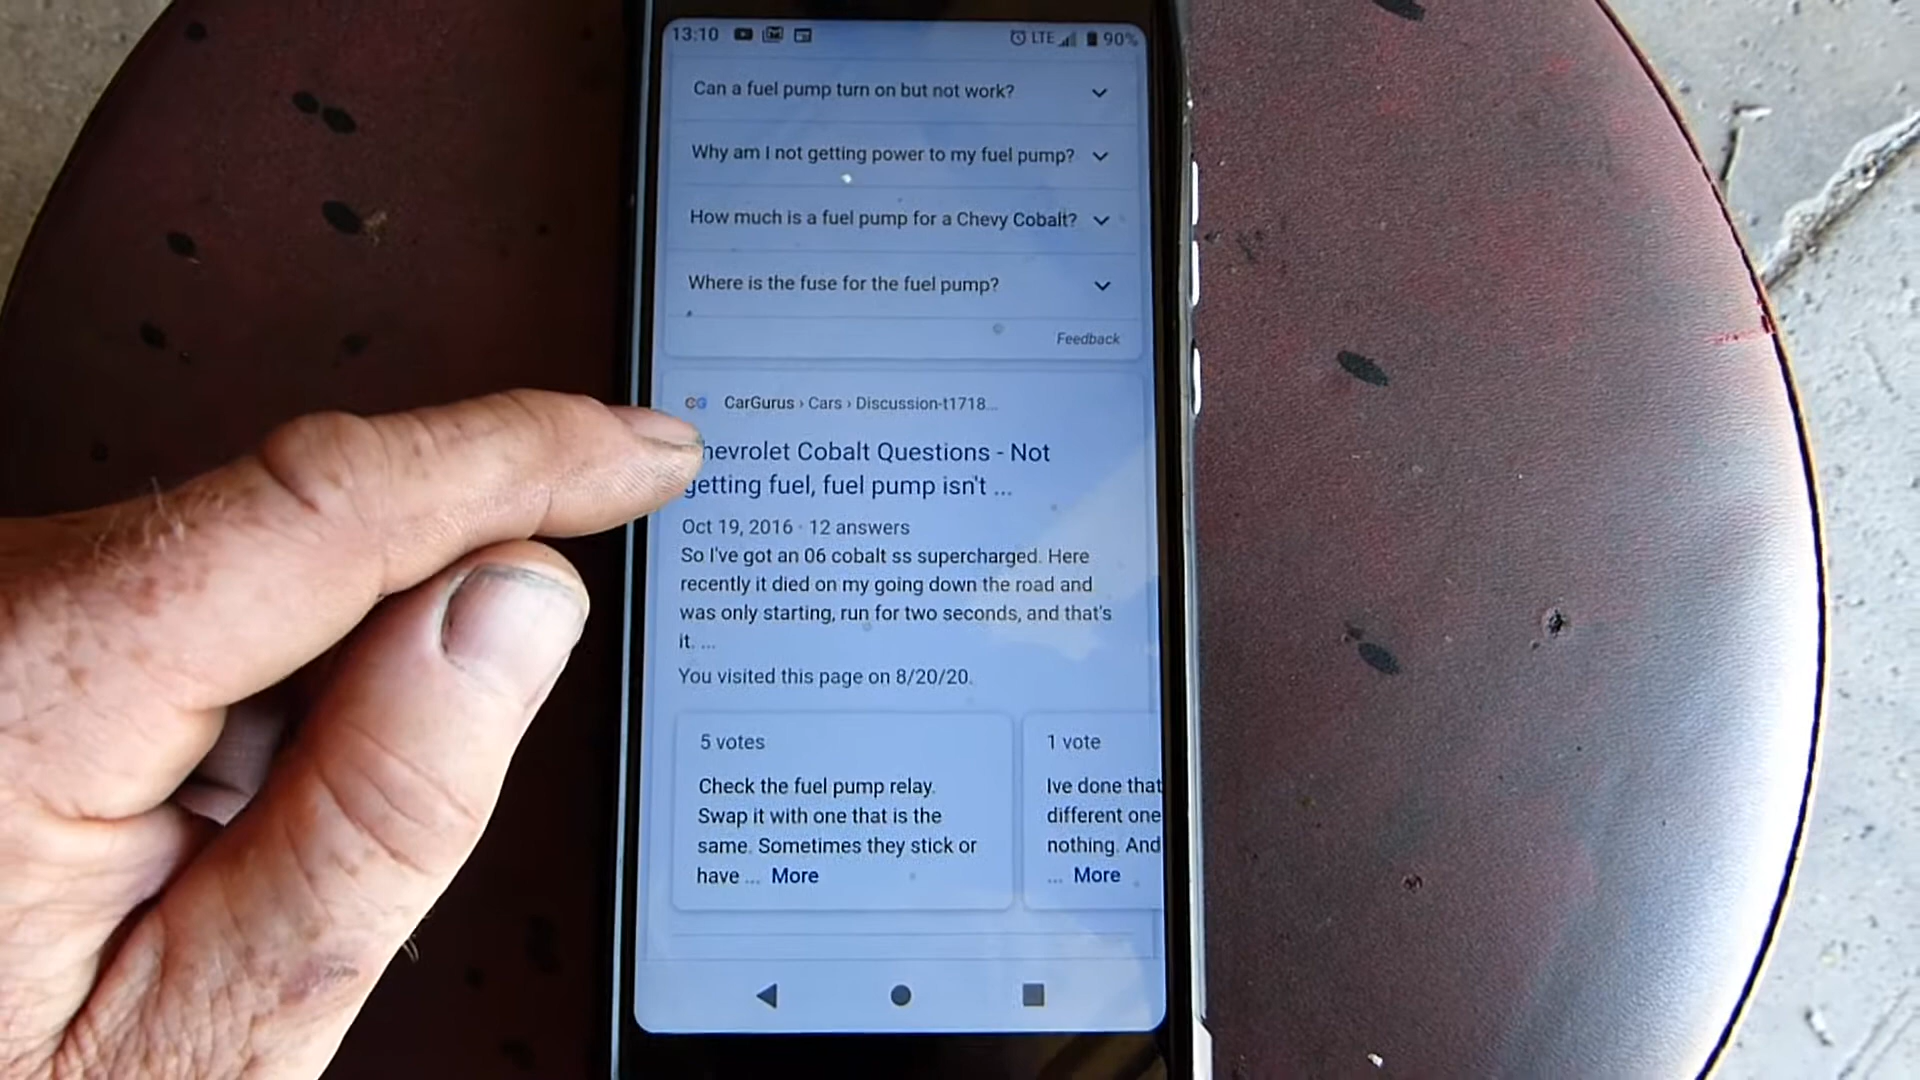 13:10 LTE 90%
Can a fuel pump turn on but not work?
Why am I not getting power to my fuel pump?
How much is a fuel pump for a Chevy Cobalt?
Where is the fuse for the fuel pump?
Feedback
CG CarGurus › Cars › Discussion-t1718...
hevrolet Cobalt Questions - Not
getting fuel, fuel pump isn't ...
Oct 19, 2016 · 12 answers
So I've got an 06 cobalt ss supercharged. Here
recently it died on my going down the road and
was only starting, run for two seconds, and that's
it. ...
You visited this page on 8/20/20.
5 votes
Check the fuel pump relay.
Swap it with one that is the
same. Sometimes they stick or
have ... More
1 vote
Ive done that
different one
nothing. And
... More